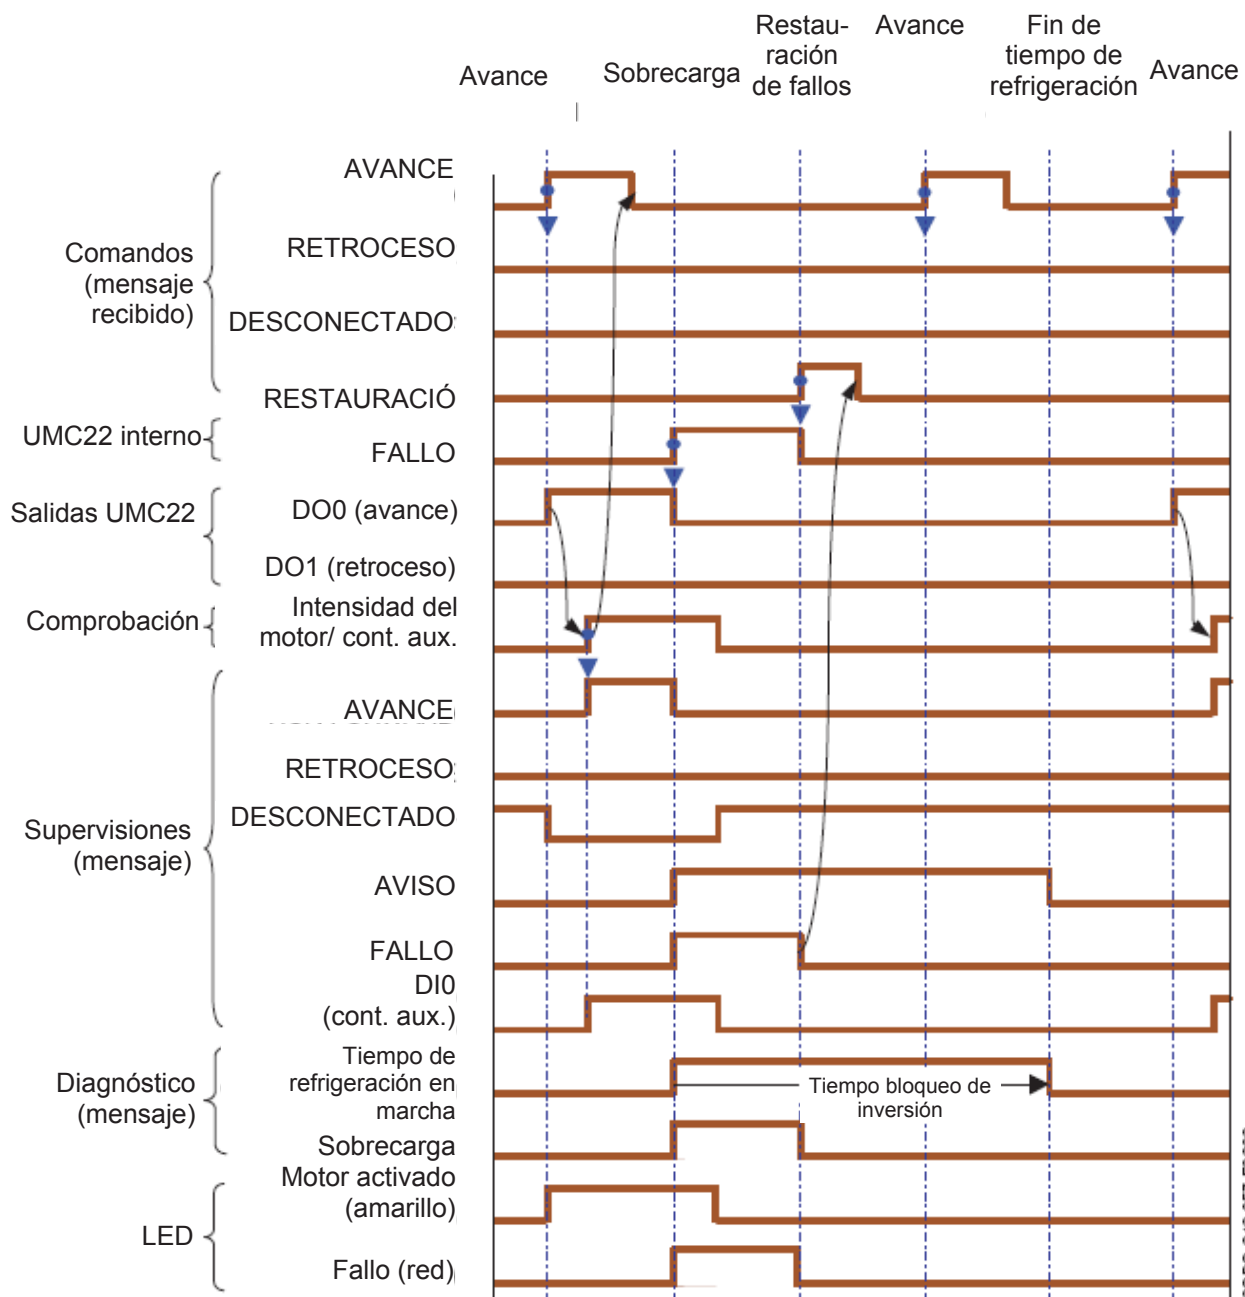 Avance
Sobrecarga
Restau-
ración
de fallos
Avance
Fin de
tiempo de
refrigeración
Avance
AVANCE
RETROCESO
Comandos
(mensaje
recibido)
DESCONECTADO
RESTAURACIÓ
UMC22 interno
FALLO
Salidas UMC22
DO0 (avance)
DO1 (retroceso)
Comprobación
Intensidad del
motor/ cont. aux.
AVANCE
RETROCESO
DESCONECTADO
Supervisiones
(mensaje)
AVISO
FALLO
DI0
(cont. aux.)
Diagnóstico
(mensaje)
Tiempo de
refrigeración en
marcha
Tiempo bloqueo de
inversión
Sobrecarga
Motor activado
(amarillo)
LED
Fallo (red)